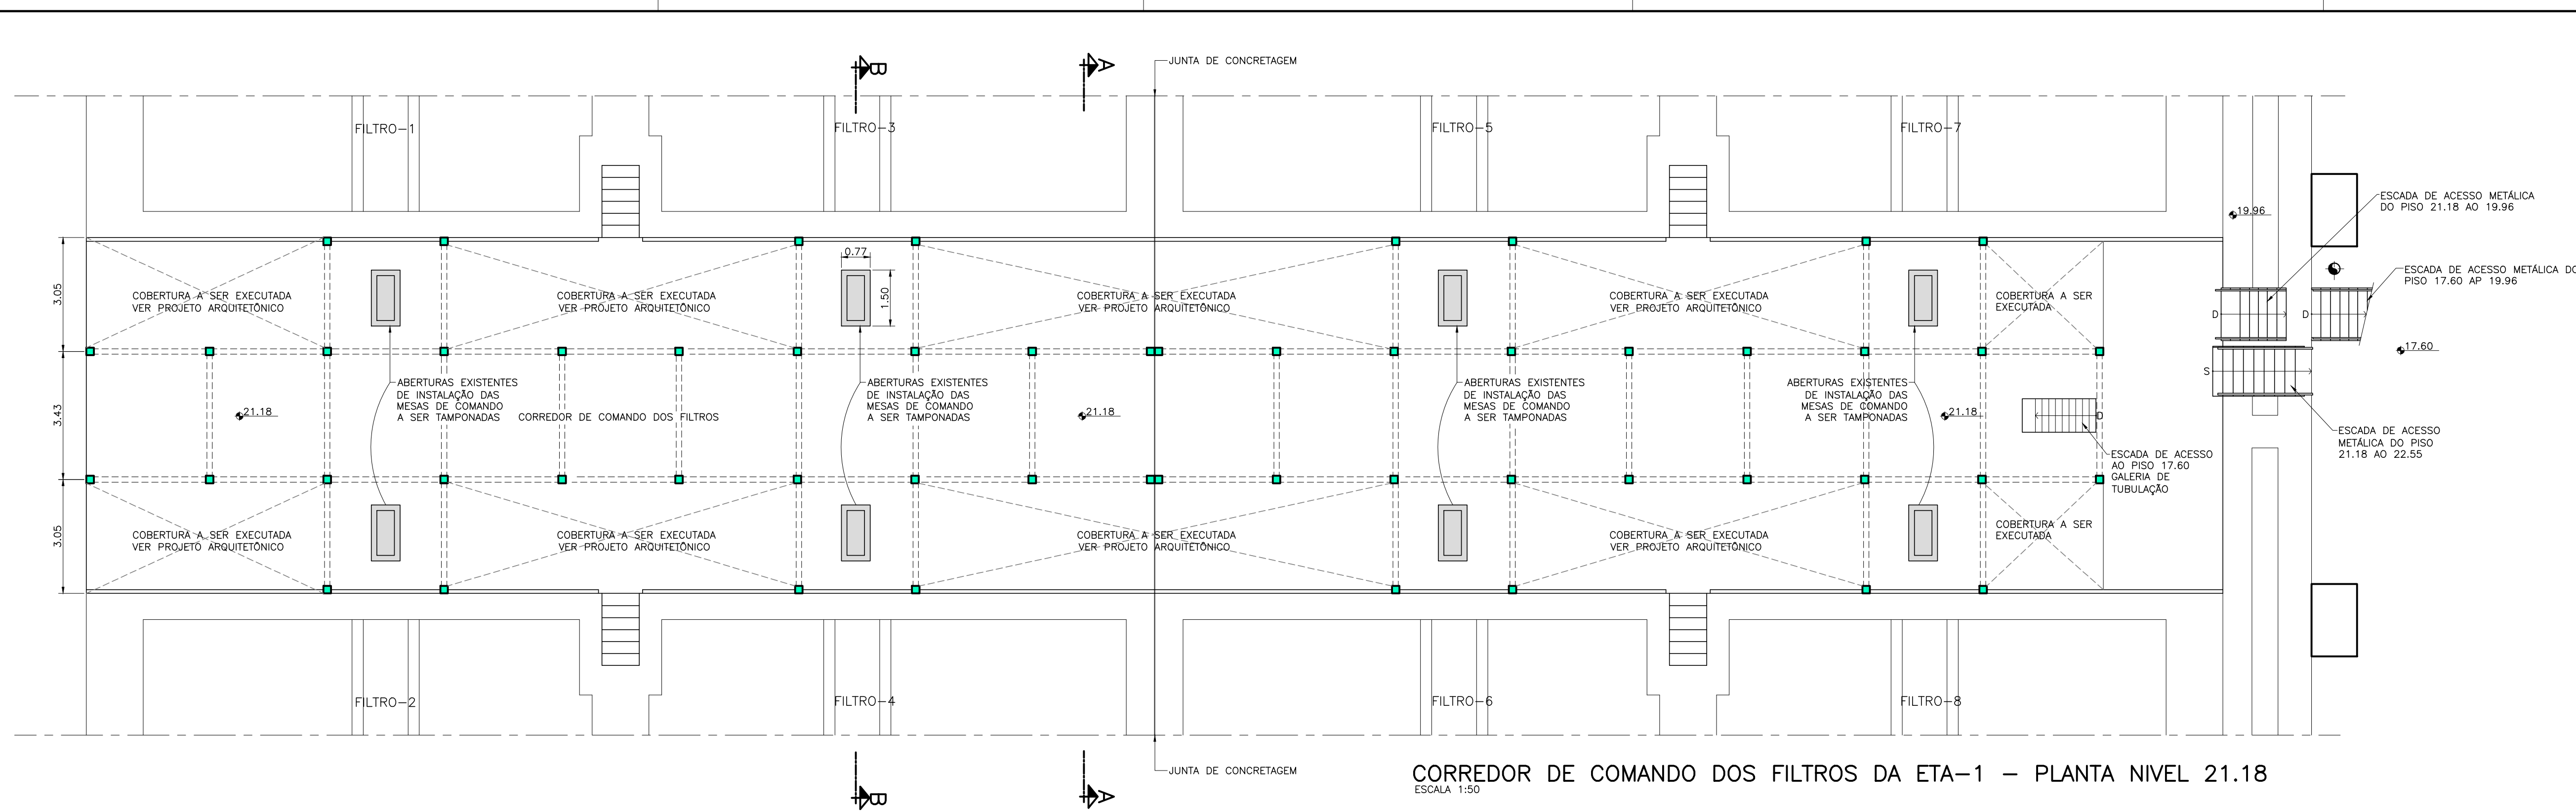 B
A
JUNTA DE CONCRETAGEM
FILTRO-1
FILTRO-3
FILTRO-5
FILTRO-7
ESCADA DE ACESSO METÁLICA
DO PISO 21.18 AO 19.96
19.96
ESCADA DE ACESSO METÁLICA DO
PISO 17.60 AP 19.96
0.77
1.50
3.05
COBERTURA A SER EXECUTADA
VER PROJETO ARQUITETÔNICO
COBERTURA A SER EXECUTADA
VER PROJETO ARQUITETÔNICO
COBERTURA A SER EXECUTADA
VER PROJETO ARQUITETÔNICO
COBERTURA A SER EXECUTADA
VER PROJETO ARQUITETÔNICO
COBERTURA A SER
EXECUTADA
D
D
17.60
S
3.43
21.18
ABERTURAS EXISTENTES
DE INSTALAÇÃO DAS
MESAS DE COMANDO
A SER TAMPONADAS
CORREDOR DE COMANDO DOS FILTROS
ABERTURAS EXISTENTES
DE INSTALAÇÃO DAS
MESAS DE COMANDO
A SER TAMPONADAS
21.18
ABERTURAS EXISTENTES
DE INSTALAÇÃO DAS
MESAS DE COMANDO
A SER TAMPONADAS
ABERTURAS EXISTENTES
DE INSTALAÇÃO DAS
MESAS DE COMANDO
A SER TAMPONADAS
21.18
D
ESCADA DE ACESSO
AO PISO 17.60
GALERIA DE
TUBULAÇÃO
ESCADA DE ACESSO
METÁLICA DO PISO
21.18 AO 22.55
3.05
COBERTURA A SER EXECUTADA
VER PROJETO ARQUITETÔNICO
COBERTURA A SER EXECUTADA
VER PROJETO ARQUITETÔNICO
COBERTURA A SER EXECUTADA
VER PROJETO ARQUITETÔNICO
COBERTURA A SER EXECUTADA
VER PROJETO ARQUITETÔNICO
COBERTURA A SER
EXECUTADA
FILTRO-2
FILTRO-4
FILTRO-6
FILTRO-8
B
A
JUNTA DE CONCRETAGEM
CORREDOR DE COMANDO DOS FILTROS DA ETA-1 - PLANTA NIVEL 21.18
ESCALA 1:50